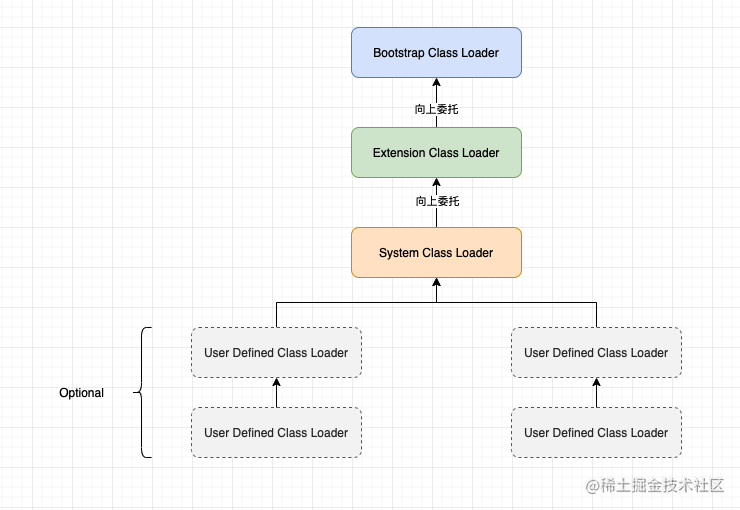 Bootstrap Class Loader
向上委托
Extension Class Loader
向上委托
System Class Loader
User Defined Class Loader
User Defined Class Loader
Optional
User Defined Class Loader
User Defined Class Loader
@稀土掘金技术社区